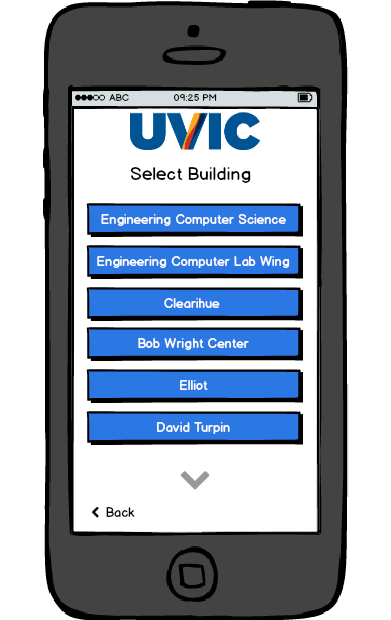 ABC 09:25 PM
UVIC
Select Building
Engineering Computer Science
Engineering Computer Lab Wing
Clearihue
Bob Wright Center
Elliot
David Turpin
Back